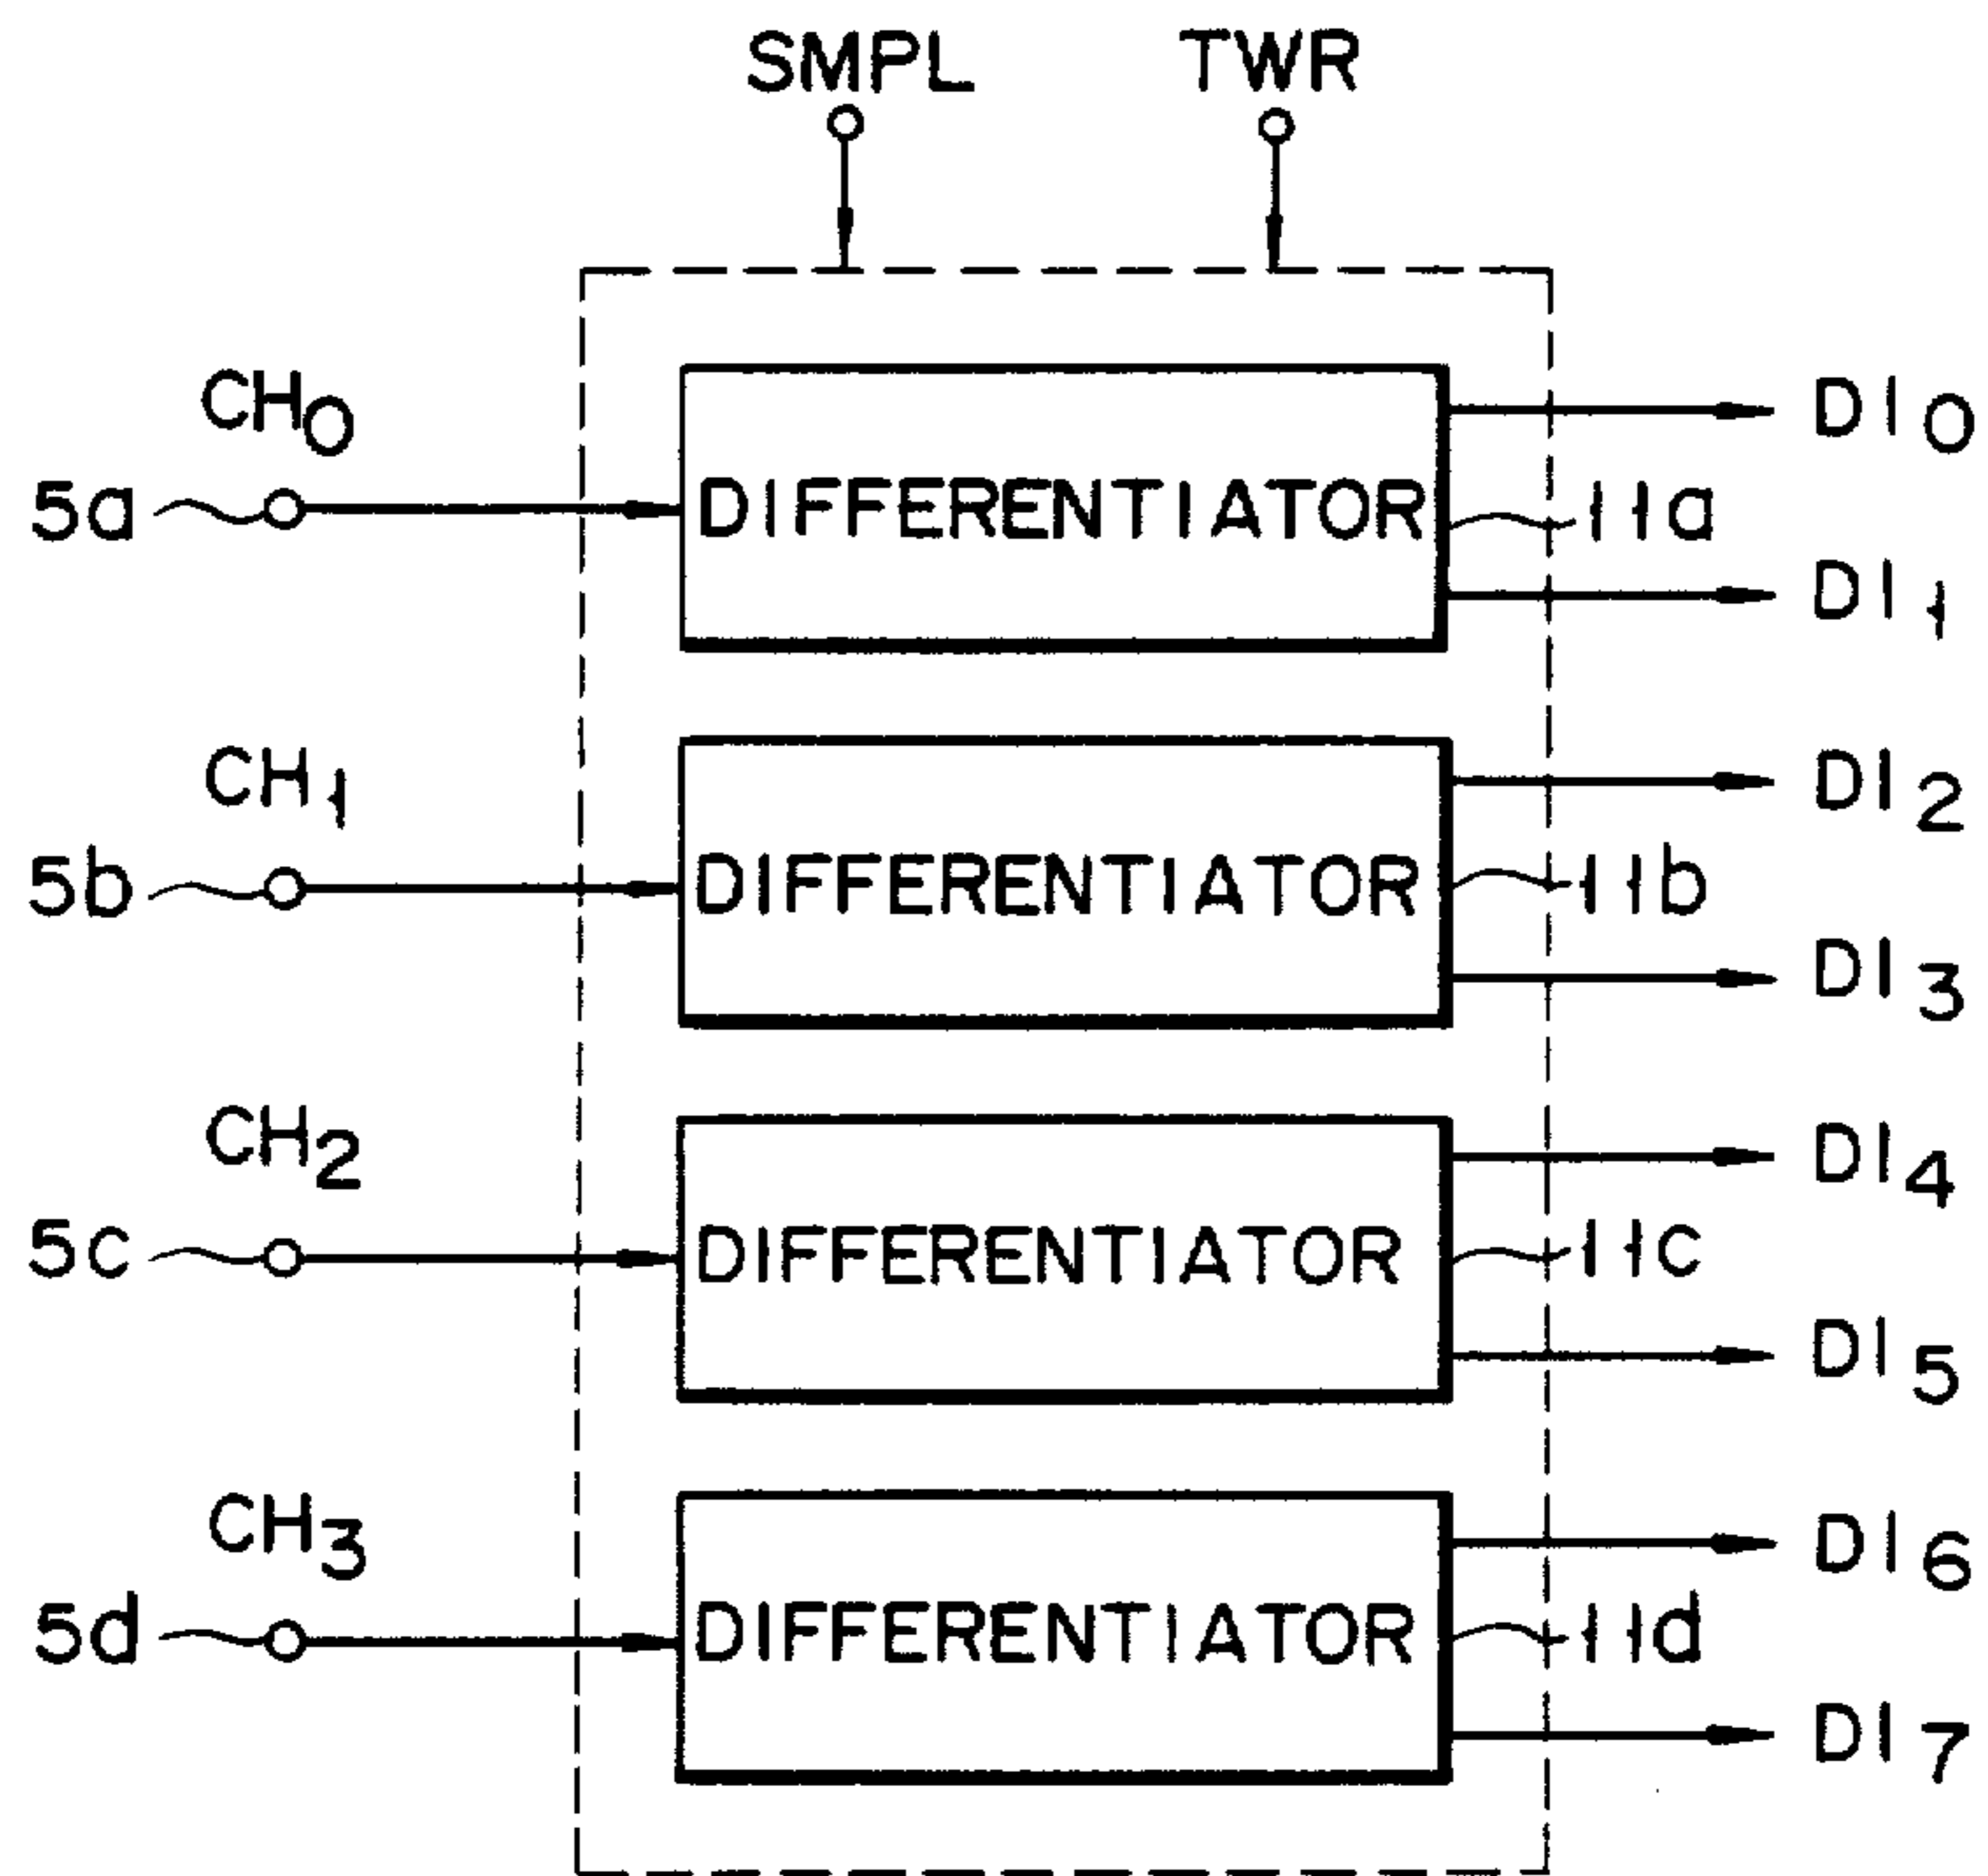 SMPL TWR
CH0 DI0
5a DIFFERENTIATOR 11a
DI1
CH1 DI2
5b DIFFERENTIATOR 11b
DI3
CH2 DI4
5c DIFFERENTIATOR 11c
DI5
CH3 DI6
5d DIFFERENTIATOR 11d
DI7